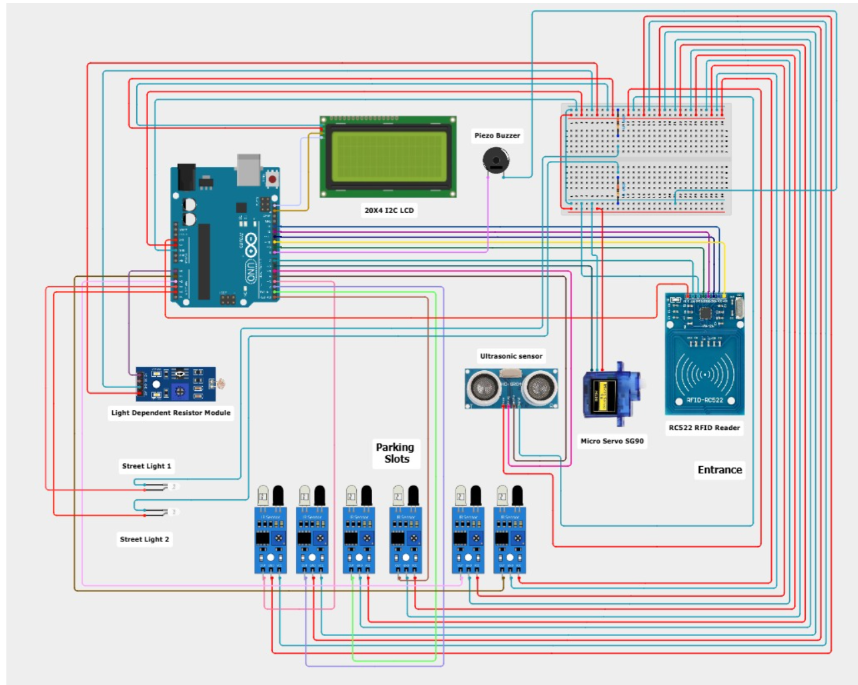 Piezo Buzzer
20X4 I2C LCD
ARDUINO
UNO
Ultrasonic sensor
Light Dependent Resistor Module
Micro Servo SG90
RFID-RC522
RC522 RFID Reader
Parking
Slots
Entrance
Street Light 1
Street Light 2